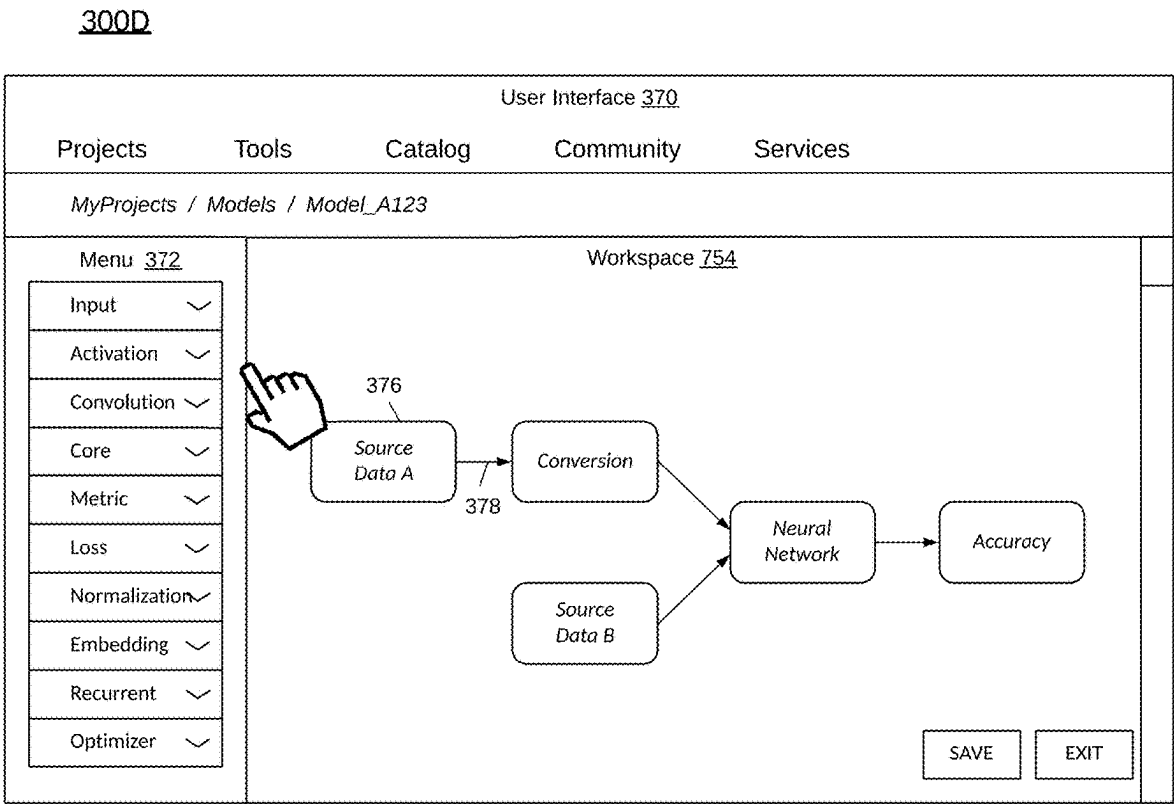 300D
User Interface 370
Projects Tools Catalog Community Services
MyProjects / Models / Model_A123
Menu 372
Workspace 754
Input
Activation
Convolution
Core
Metric
Loss
Normalization
Embedding
Recurrent
Optimizer
376
Source
Data A
378
Conversion
Source
Data B
Neural
Network
Accuracy
SAVE EXIT